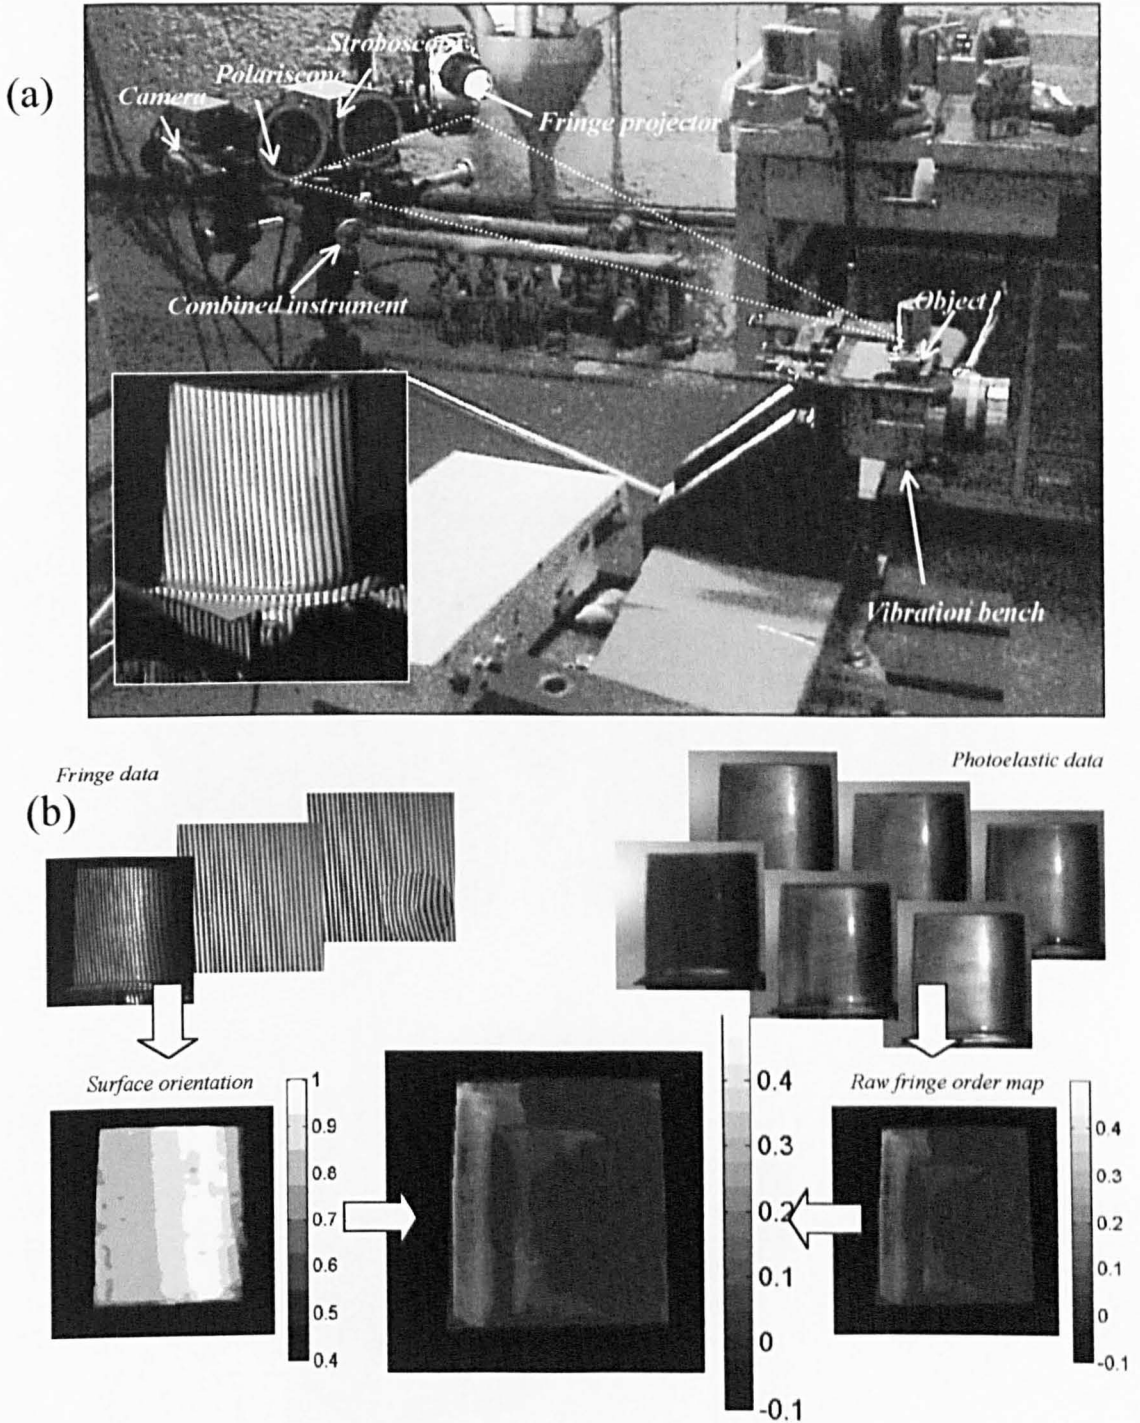 (a)
Stroboscope
Polariscope
Camera
Fringe projector
Combined instrument
Object
Vibration bench
Fringe data
Photoelastic data
(b)
Surface orientation
1
0.9
0.8
0.7
0.6
0.5
0.4
0.4
0.3
0.2
0.1
0
-0.1
Raw fringe order map
0.4
0.3
0.2
0.1
0
-0.1